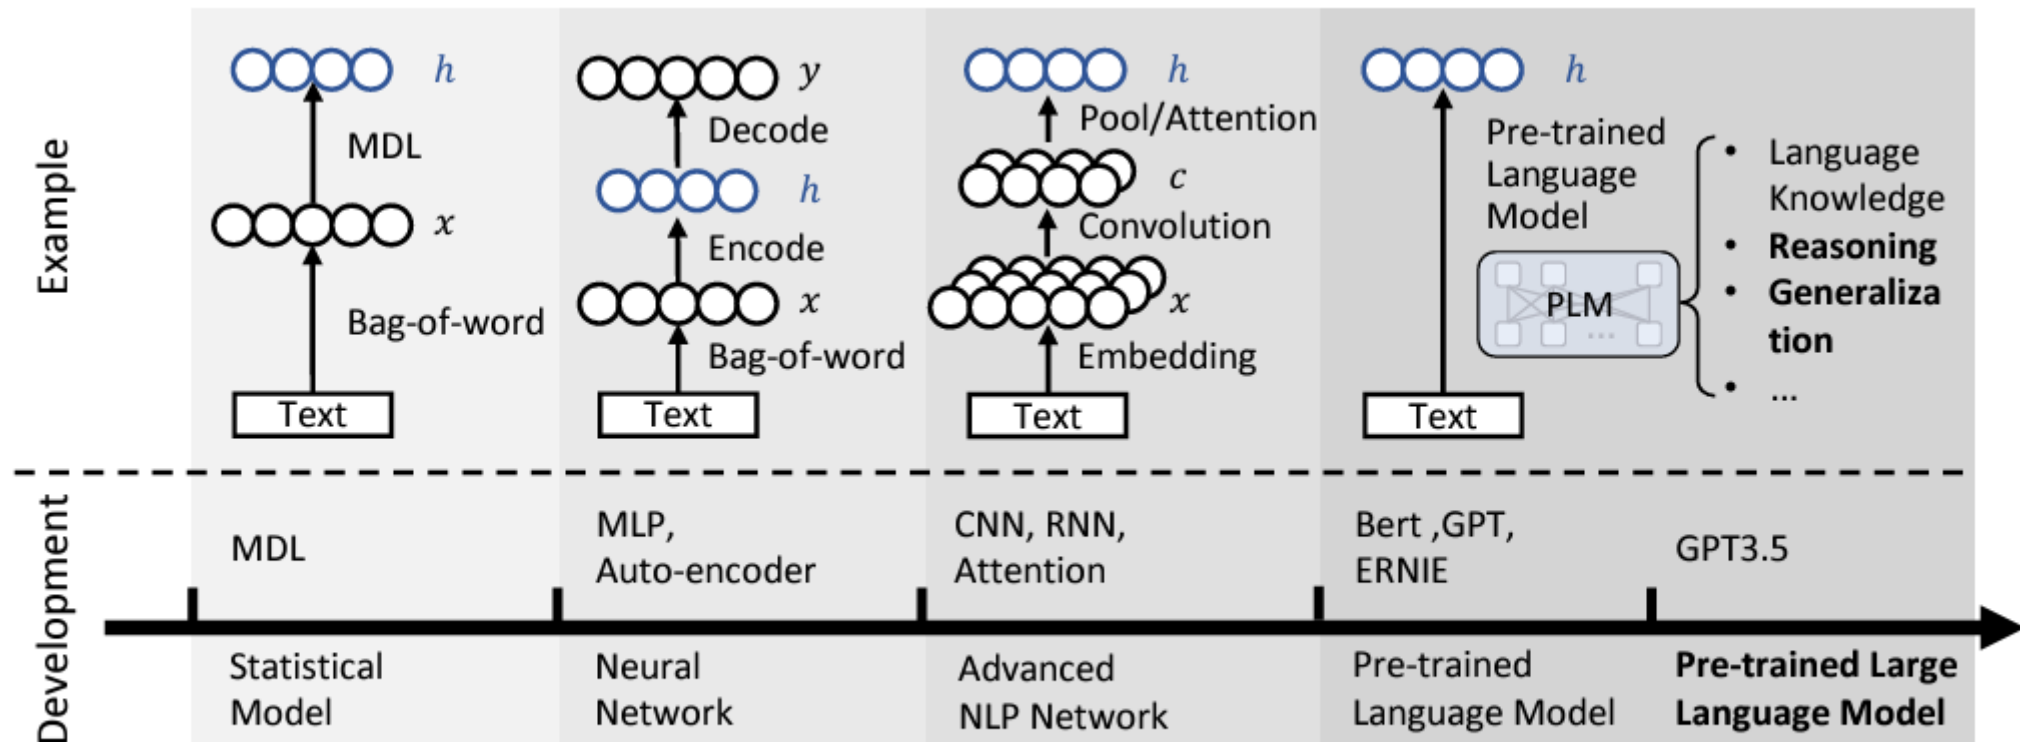 Example
h
MDL
x
Bag-of-word
Text
y
Decode
h
Encode
x
Bag-of-word
Text
h
Pool/Attention
c
Convolution
x
Embedding
Text
h
Pre-trained
Language
Model
PLM
...
• Language
Knowledge
• Reasoning
• Generaliza
tion
• ...
Text
Development
MDL
MLP,
Auto-encoder
CNN, RNN,
Attention
Bert ,GPT,
ERNIE
GPT3.5
Statistical
Model
Neural
Network
Advanced
NLP Network
Pre-trained
Language Model
Pre-trained Large
Language Model